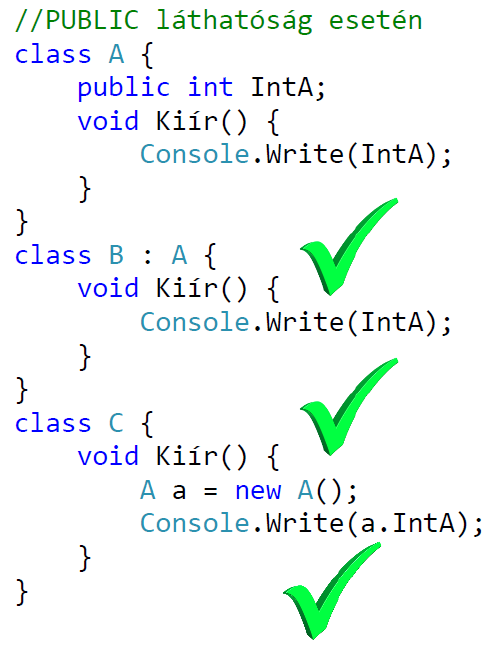 //PUBLIC láthatóság esetén
class A {
    public int IntA;
    void Kiír() {
        Console.Write(IntA);
    }
}
class B : A {
    void Kiír() {
        Console.Write(IntA);
    }
}
class C {
    void Kiír() {
        A a = new A();
        Console.Write(a.IntA);
    }
}